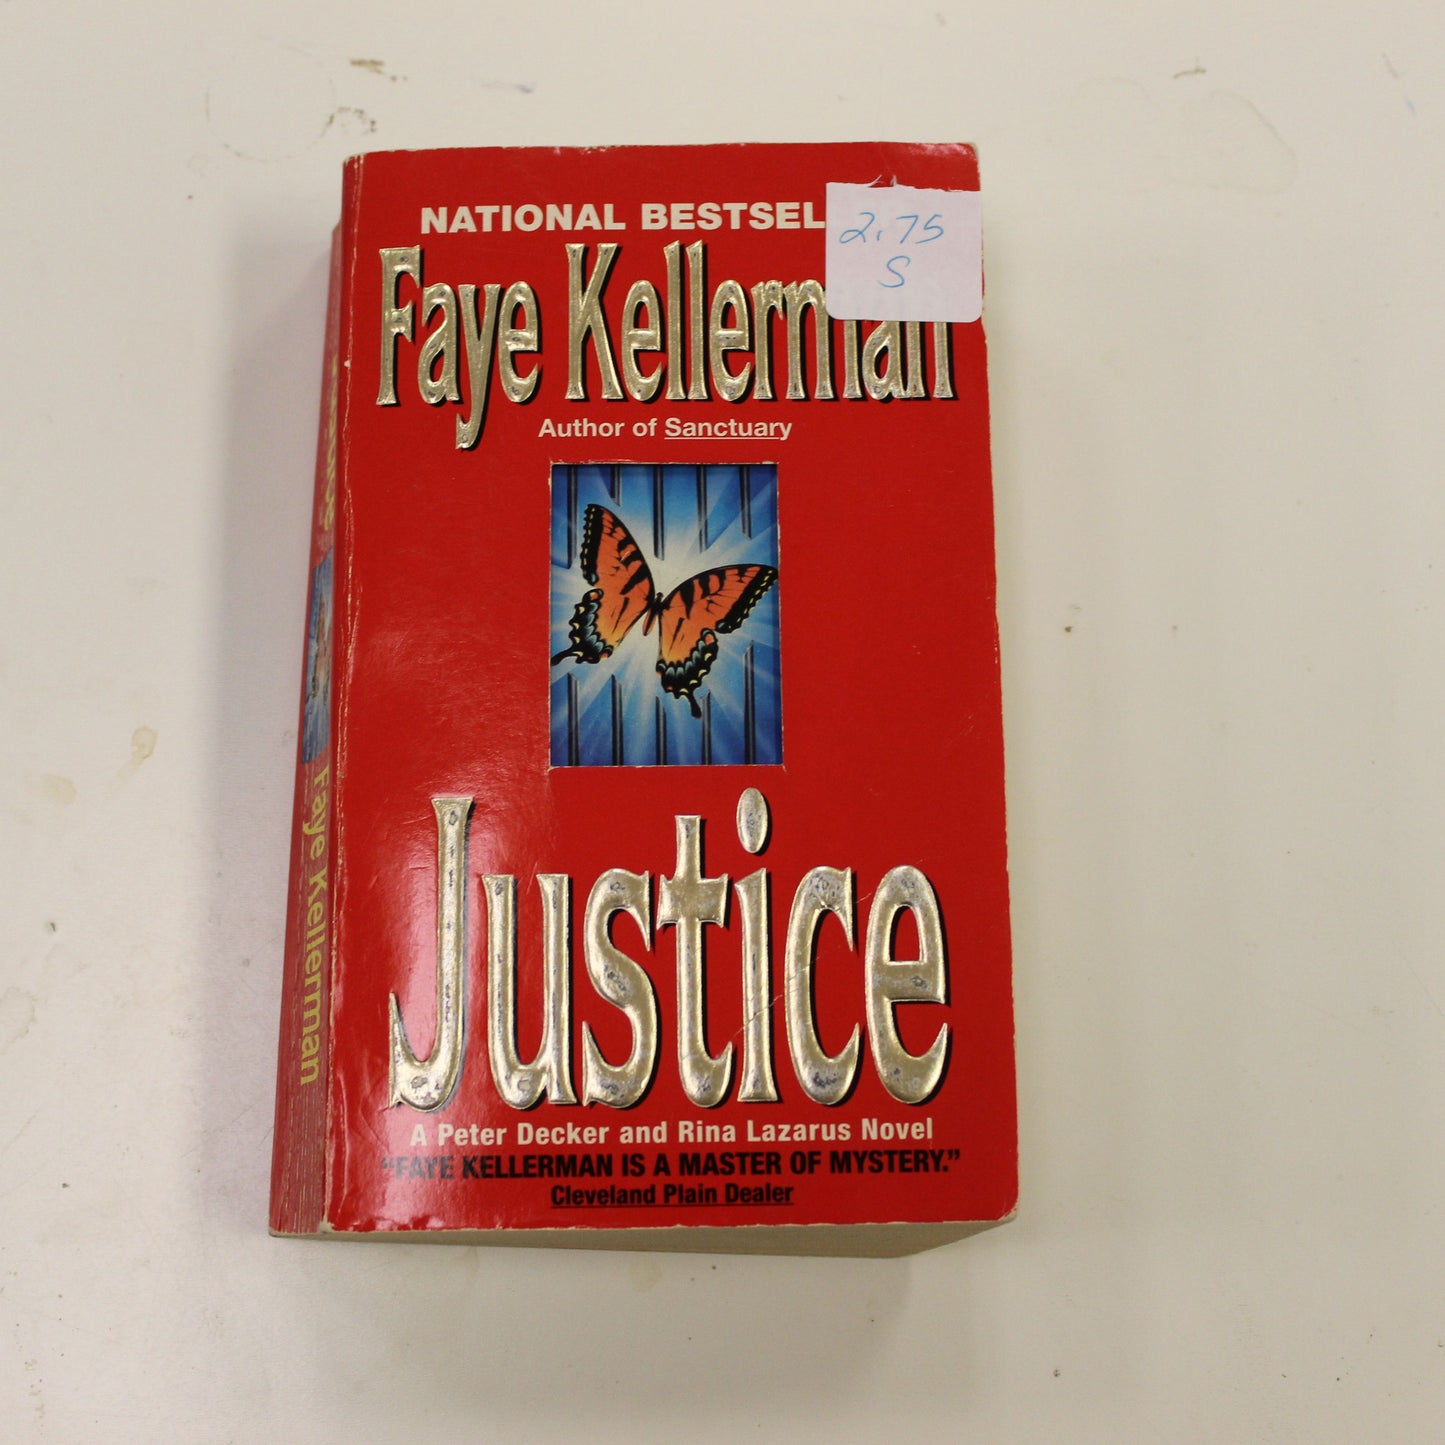 NATIONAL BESTSEL
2.75
S
Faye Kellerman
Author of Sanctuary
Justice
A Peter Decker and Rina Lazarus Novel
“FAYE KELLERMAN IS A MASTER OF MYSTERY.”
Cleveland Plain Dealer
Faye Kellerman